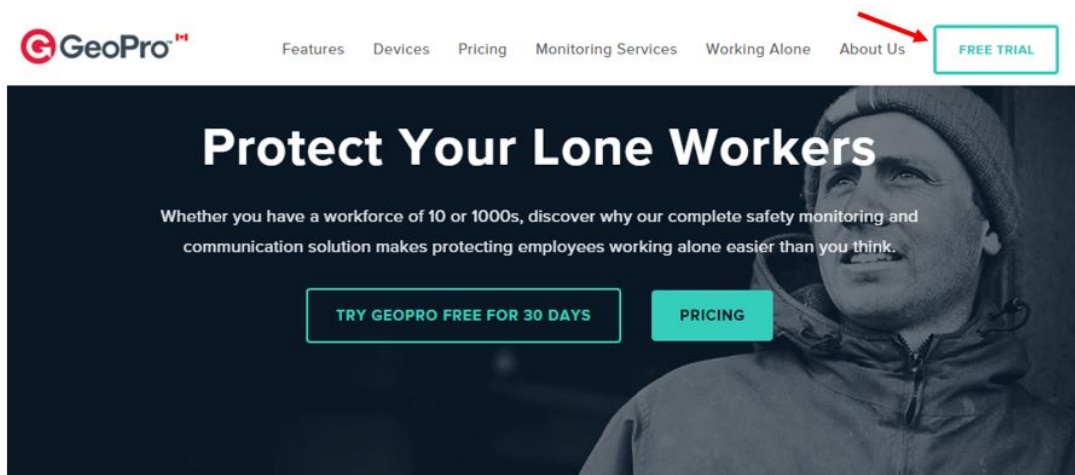 GeoPro™
Features Devices Pricing Monitoring Services Working Alone About Us FREE TRIAL
Protect Your Lone Workers
Whether you have a workforce of 10 or 1000s, discover why our complete safety monitoring and
communication solution makes protecting employees working alone easier than you think.
TRY GEOPRO FREE FOR 30 DAYS PRICING